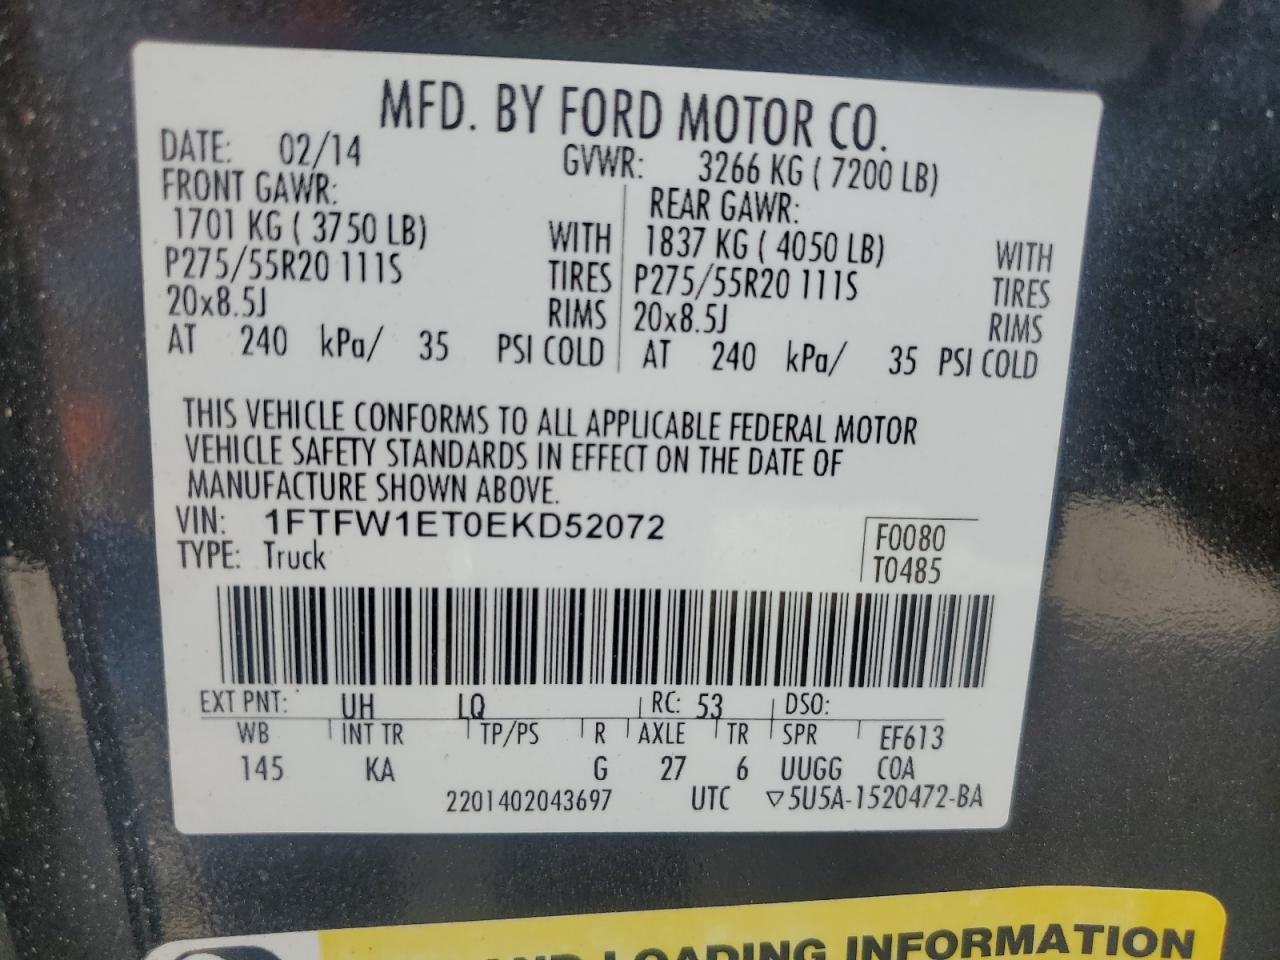 MFD. BY FORD MOTOR CO.
DATE: 02/14 GVWR: 3266 KG ( 7200 LB)
FRONT GAWR: REAR GAWR:
1701 KG ( 3750 LB) WITH 1837 KG ( 4050 LB) WITH
P275/55R20 111S TIRES P275/55R20 111S TIRES
20x8.5J RIMS 20x8.5J RIMS
AT 240 kPa/ 35 PSI COLD AT 240 kPa/ 35 PSI COLD
THIS VEHICLE CONFORMS TO ALL APPLICABLE FEDERAL MOTOR
VEHICLE SAFETY STANDARDS IN EFFECT ON THE DATE OF
MANUFACTURE SHOWN ABOVE.
VIN: 1FTFW1ET0EKD52072 F0080
TYPE: Truck T0485
EXT PNT: UH LQ RC: 53 DSO:
WB INT TR TP/PS R AXLE TR SPR EF613
145 KA G 27 6 UUGG C0A
2201402043697 UTC ▽5U5A-1520472-BA
AND LOADING INFORMATION